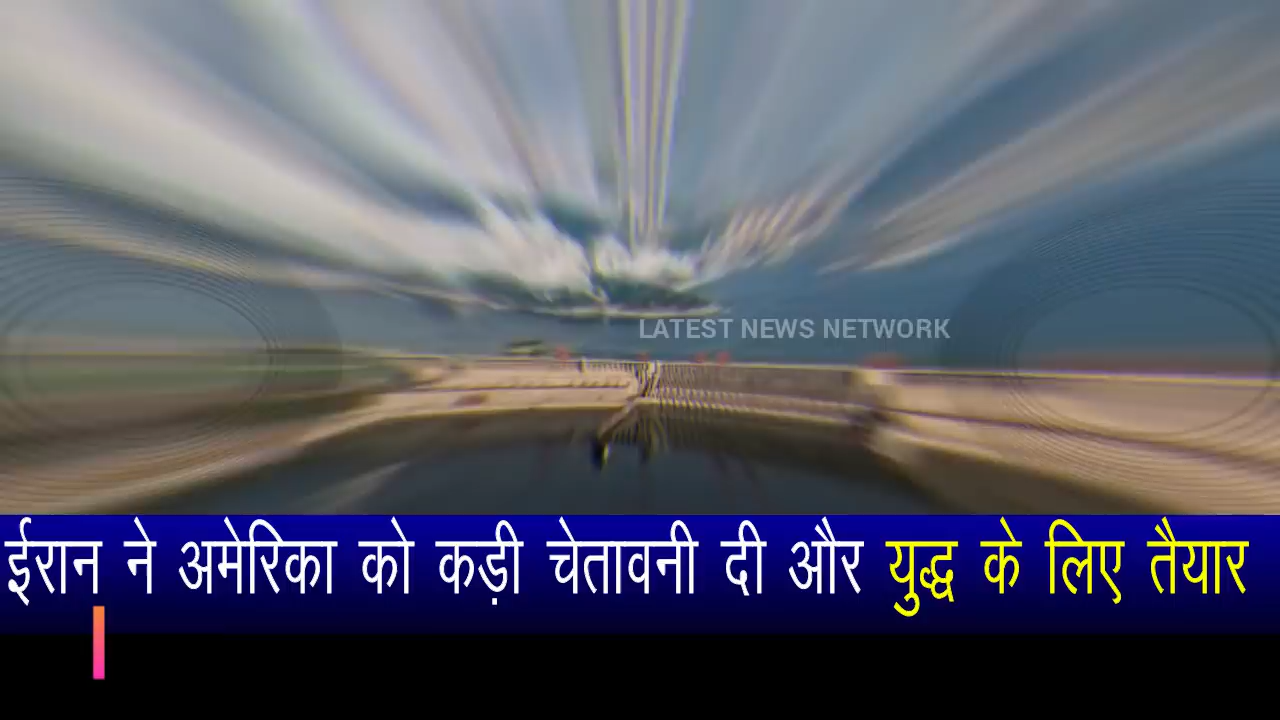 LATEST NEWS NETWORK
ईरान ने अमेरिका को कड़ी चेतावनी दी और युद्ध के लिए तैयार